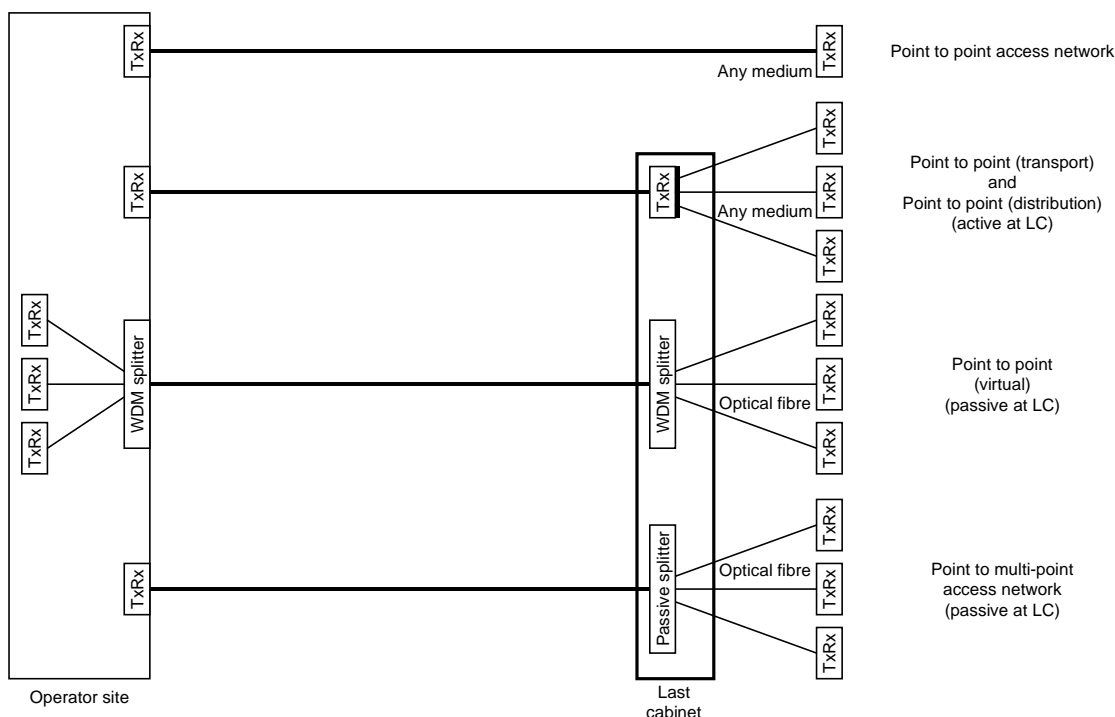 TxRx
TxRx
Any medium
Point to point access network
TxRx
TxRx
TxRx
TxRx
Any medium
TxRx
TxRx
Point to point (transport)
and
Point to point (distribution)
(active at LC)
TxRx
TxRx
TxRx
WDM splitter
WDM splitter
Optical fibre
TxRx
TxRx
TxRx
Point to point
(virtual)
(passive at LC)
TxRx
Passive splitter
Optical fibre
TxRx
TxRx
TxRx
Point to multi-point
access network
(passive at LC)
Operator site
Last
cabinet